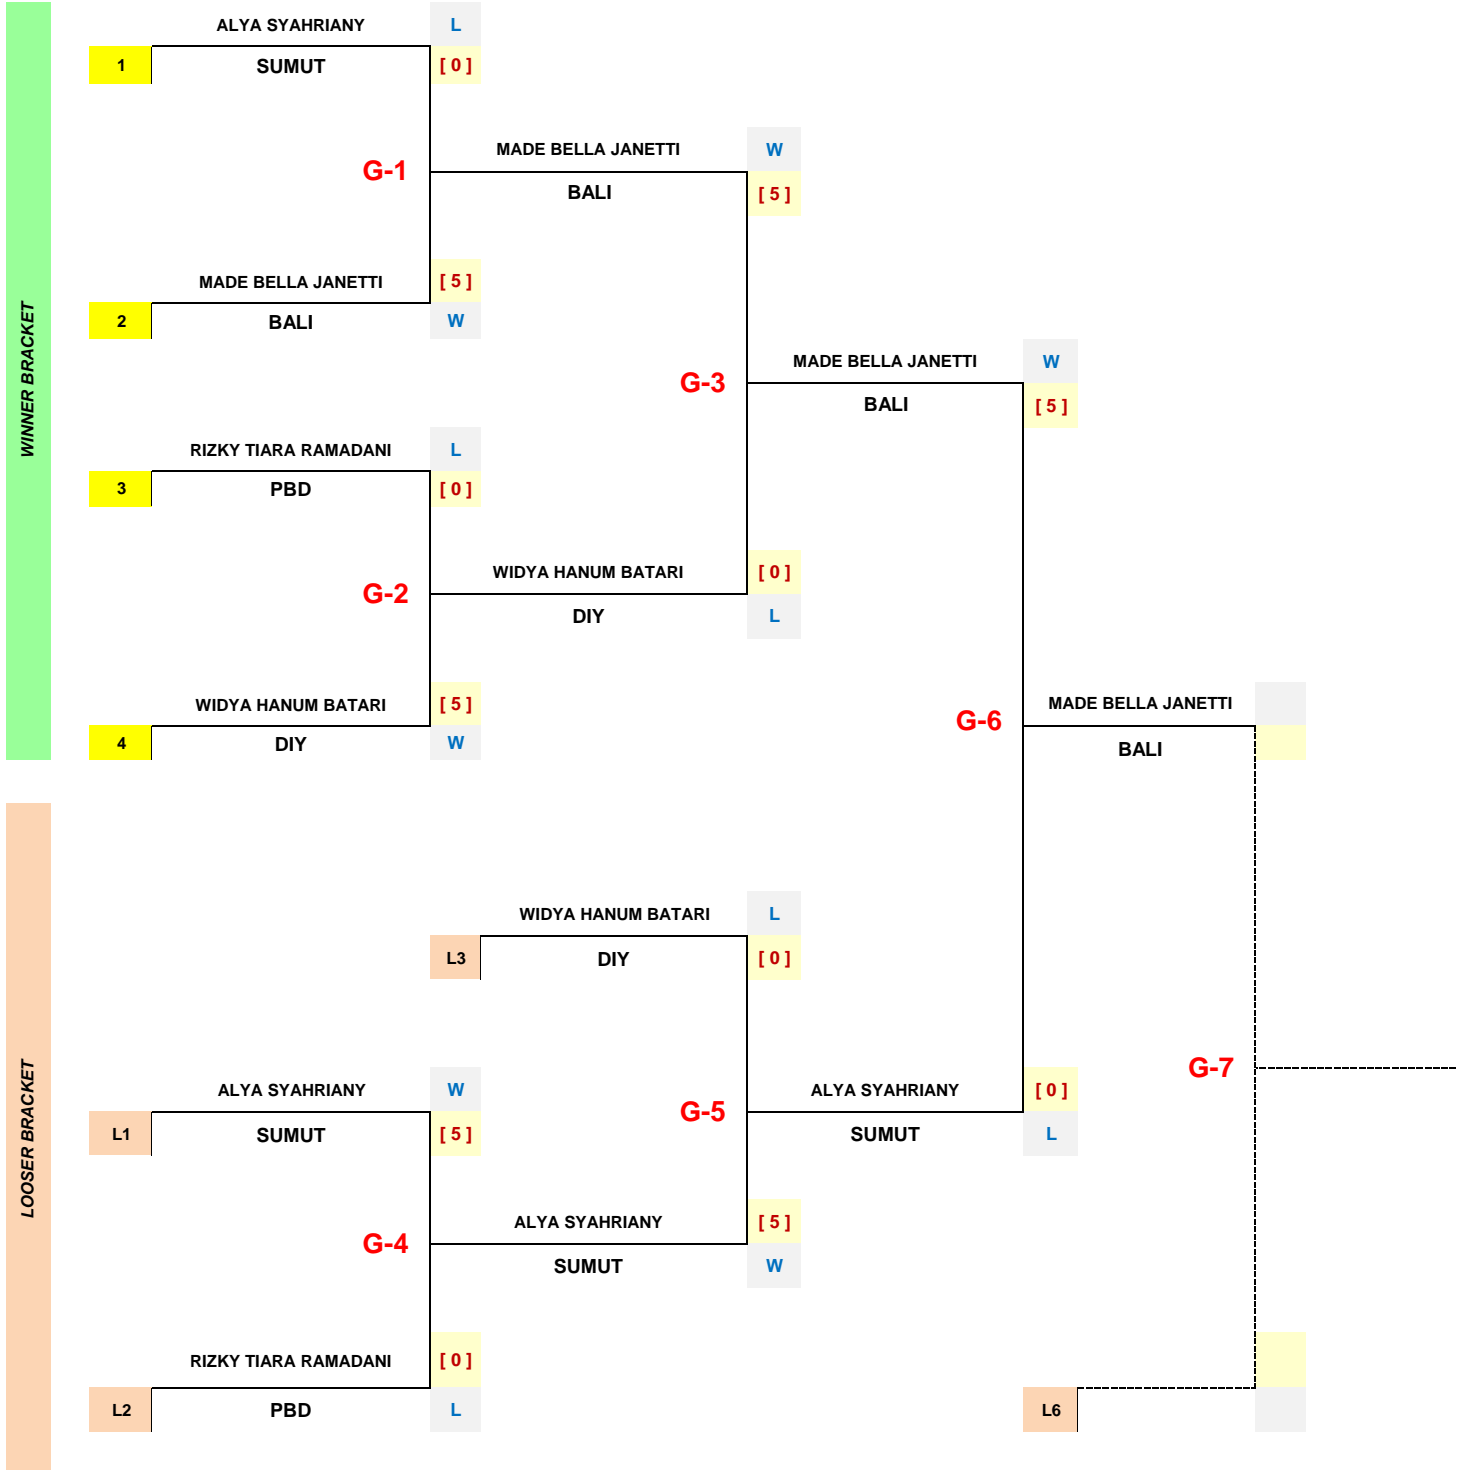 WINNER BRACKET
ALYA SYAHRIANY L
1 SUMUT [ 0 ]
G-1
MADE BELLA JANETTI W
BALI [ 5 ]
MADE BELLA JANETTI [ 5 ]
2 BALI W
G-3
MADE BELLA JANETTI W
BALI [ 5 ]
RIZKY TIARA RAMADANI L
3 PBD [ 0 ]
G-2
WIDYA HANUM BATARI [ 0 ]
DIY L
WIDYA HANUM BATARI [ 5 ]
4 DIY W
G-6
MADE BELLA JANETTI
BALI
LOOSER BRACKET
WIDYA HANUM BATARI L
L3 DIY [ 0 ]
G-7
ALYA SYAHRIANY W
L1 SUMUT [ 5 ]
G-5
ALYA SYAHRIANY [ 0 ]
SUMUT L
G-4
ALYA SYAHRIANY [ 5 ]
SUMUT W
RIZKY TIARA RAMADANI [ 0 ]
L2 PBD L
L6